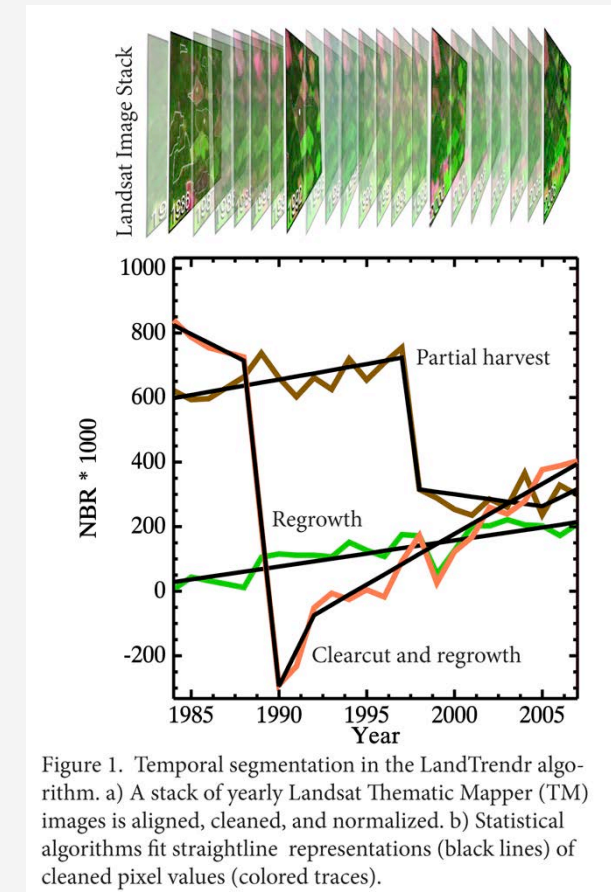 Landsat Image Stack
1986
1000
800
600
400
200
0
-200
NBR * 1000
Partial harvest
Regrowth
Clearcut and regrowth
1985 1990 1995 2000 2005
Year
Figure 1. Temporal segmentation in the LandTrendr algo-
rithm. a) A stack of yearly Landsat Thematic Mapper (TM)
images is aligned, cleaned, and normalized. b) Statistical
algorithms fit straightline representations (black lines) of
cleaned pixel values (colored traces).